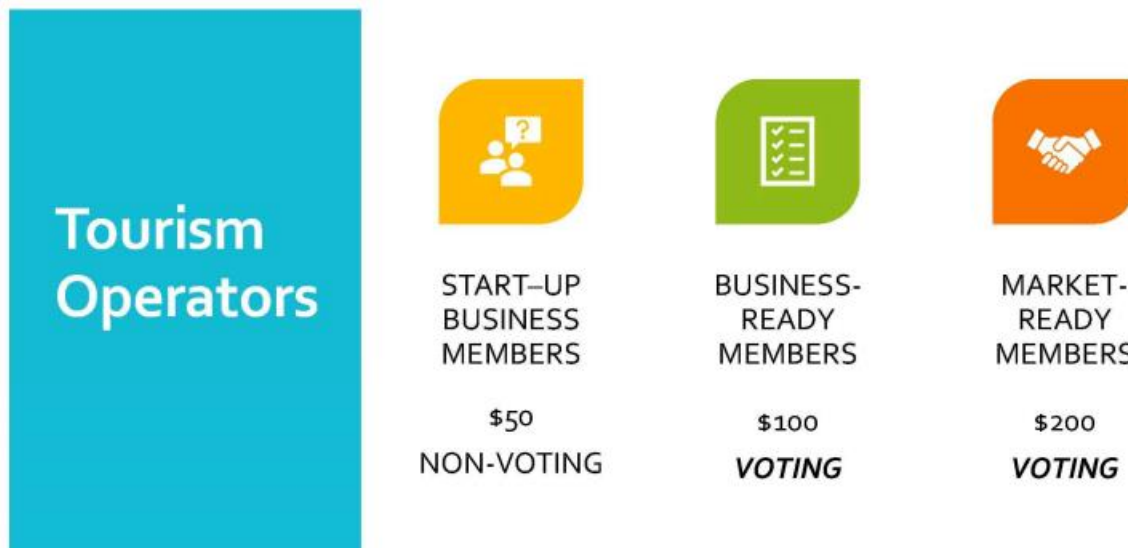 Tourism
Operators
?
START–UP
BUSINESS
MEMBERS
$50
NON-VOTING
BUSINESS-
READY
MEMBERS
$100
VOTING
MARKET-
READY
MEMBERS
$200
VOTING